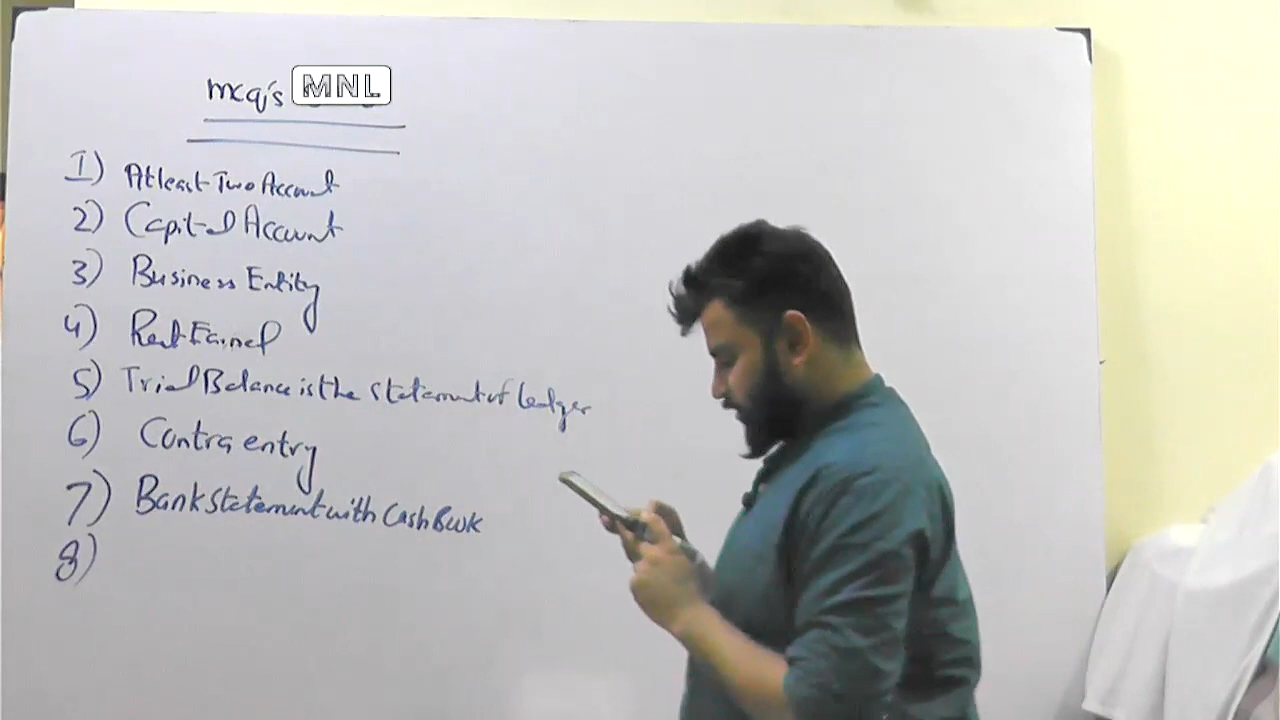 mcq's MNL
1) Atleast Two Account
2) Capital Account
3) Business Entity
4) Rent Earned
5) Trial Balance is the statement of ledger
6) Contra entry
7) Bank statement with Cash Book
8)